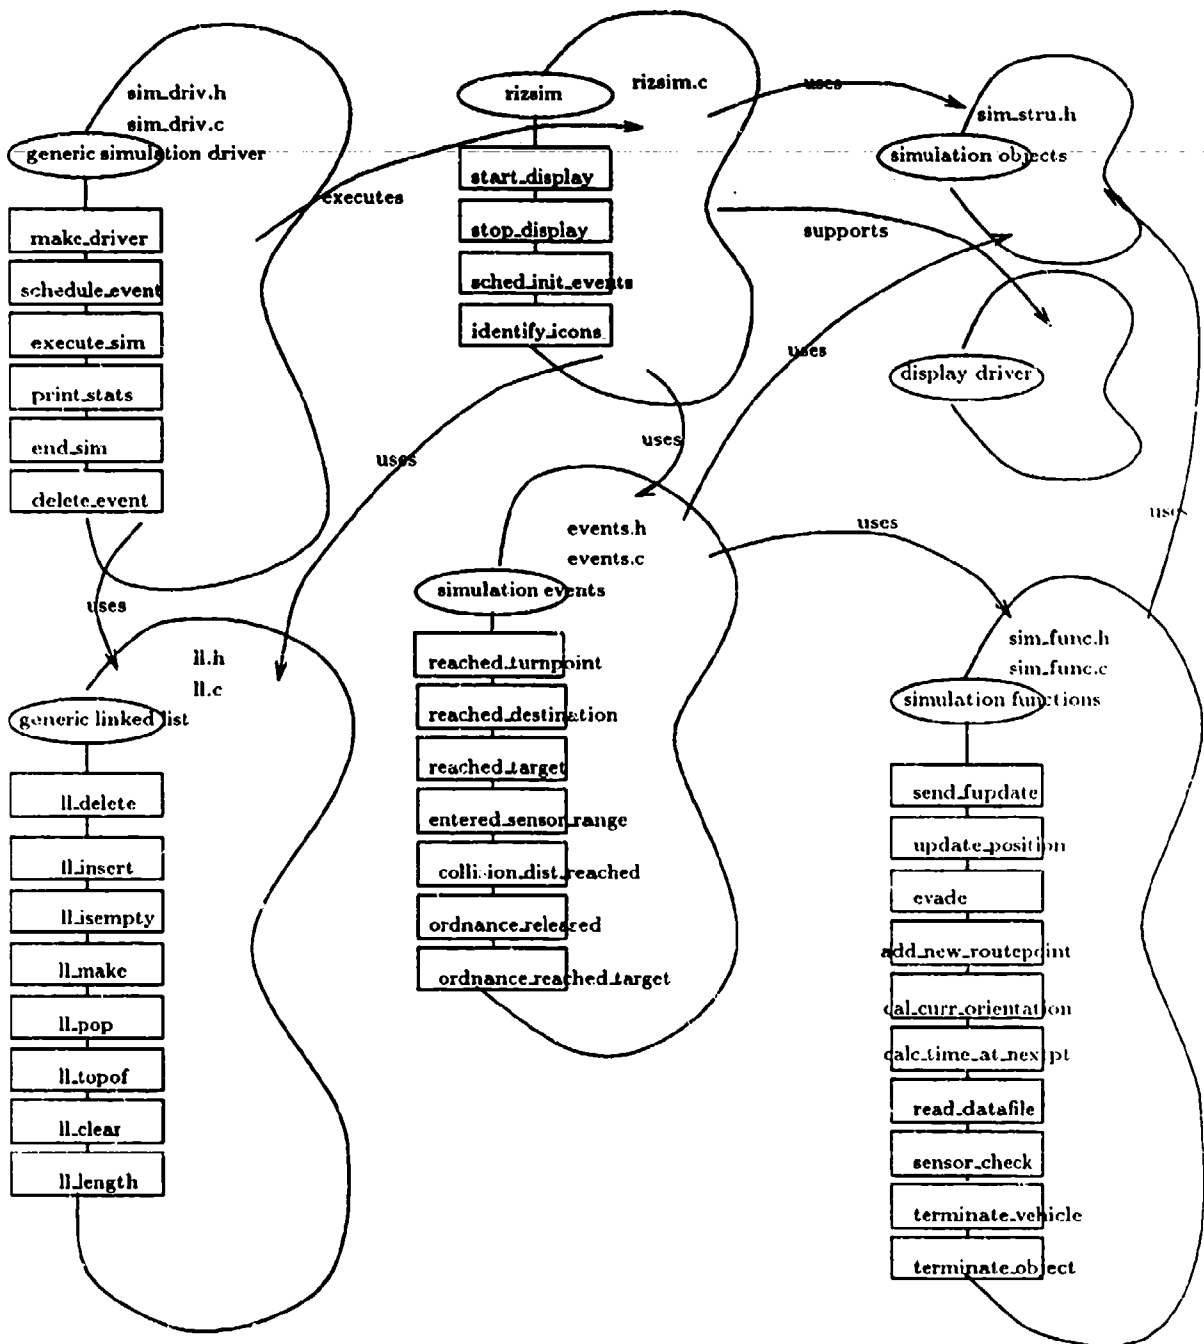 sim_driv.h
sim_driv.c
generic simulation driver
make_driver
schedule_event
execute_sim
print_stats
end_sim
delete_event
executes
uses
rizsim
rizsim.c
start_display
stop_display
sched_init_events
identify_icons
uses
uses
uses
sim_stru.h
simulation objects
supports
display driver
uses
uses
events.h
events.c
simulation events
reached_turnpoint
reached_destination
reached_target
entered_sensor_range
collision_dist_reached
ordnance_released
ordnance_reached_target
uses
ll.h
ll.c
generic linked list
ll_delete
ll_insert
ll_isempty
ll_make
ll_pop
ll_topof
ll_clear
ll_length
sim_func.h
sim_func.c
simulation functions
send_fupdate
update_position
evade
add_new_routepoint
cal_curr_orientation
calc_time_at_nextpt
read_datafile
sensor_check
terminate_vehicle
terminate_object